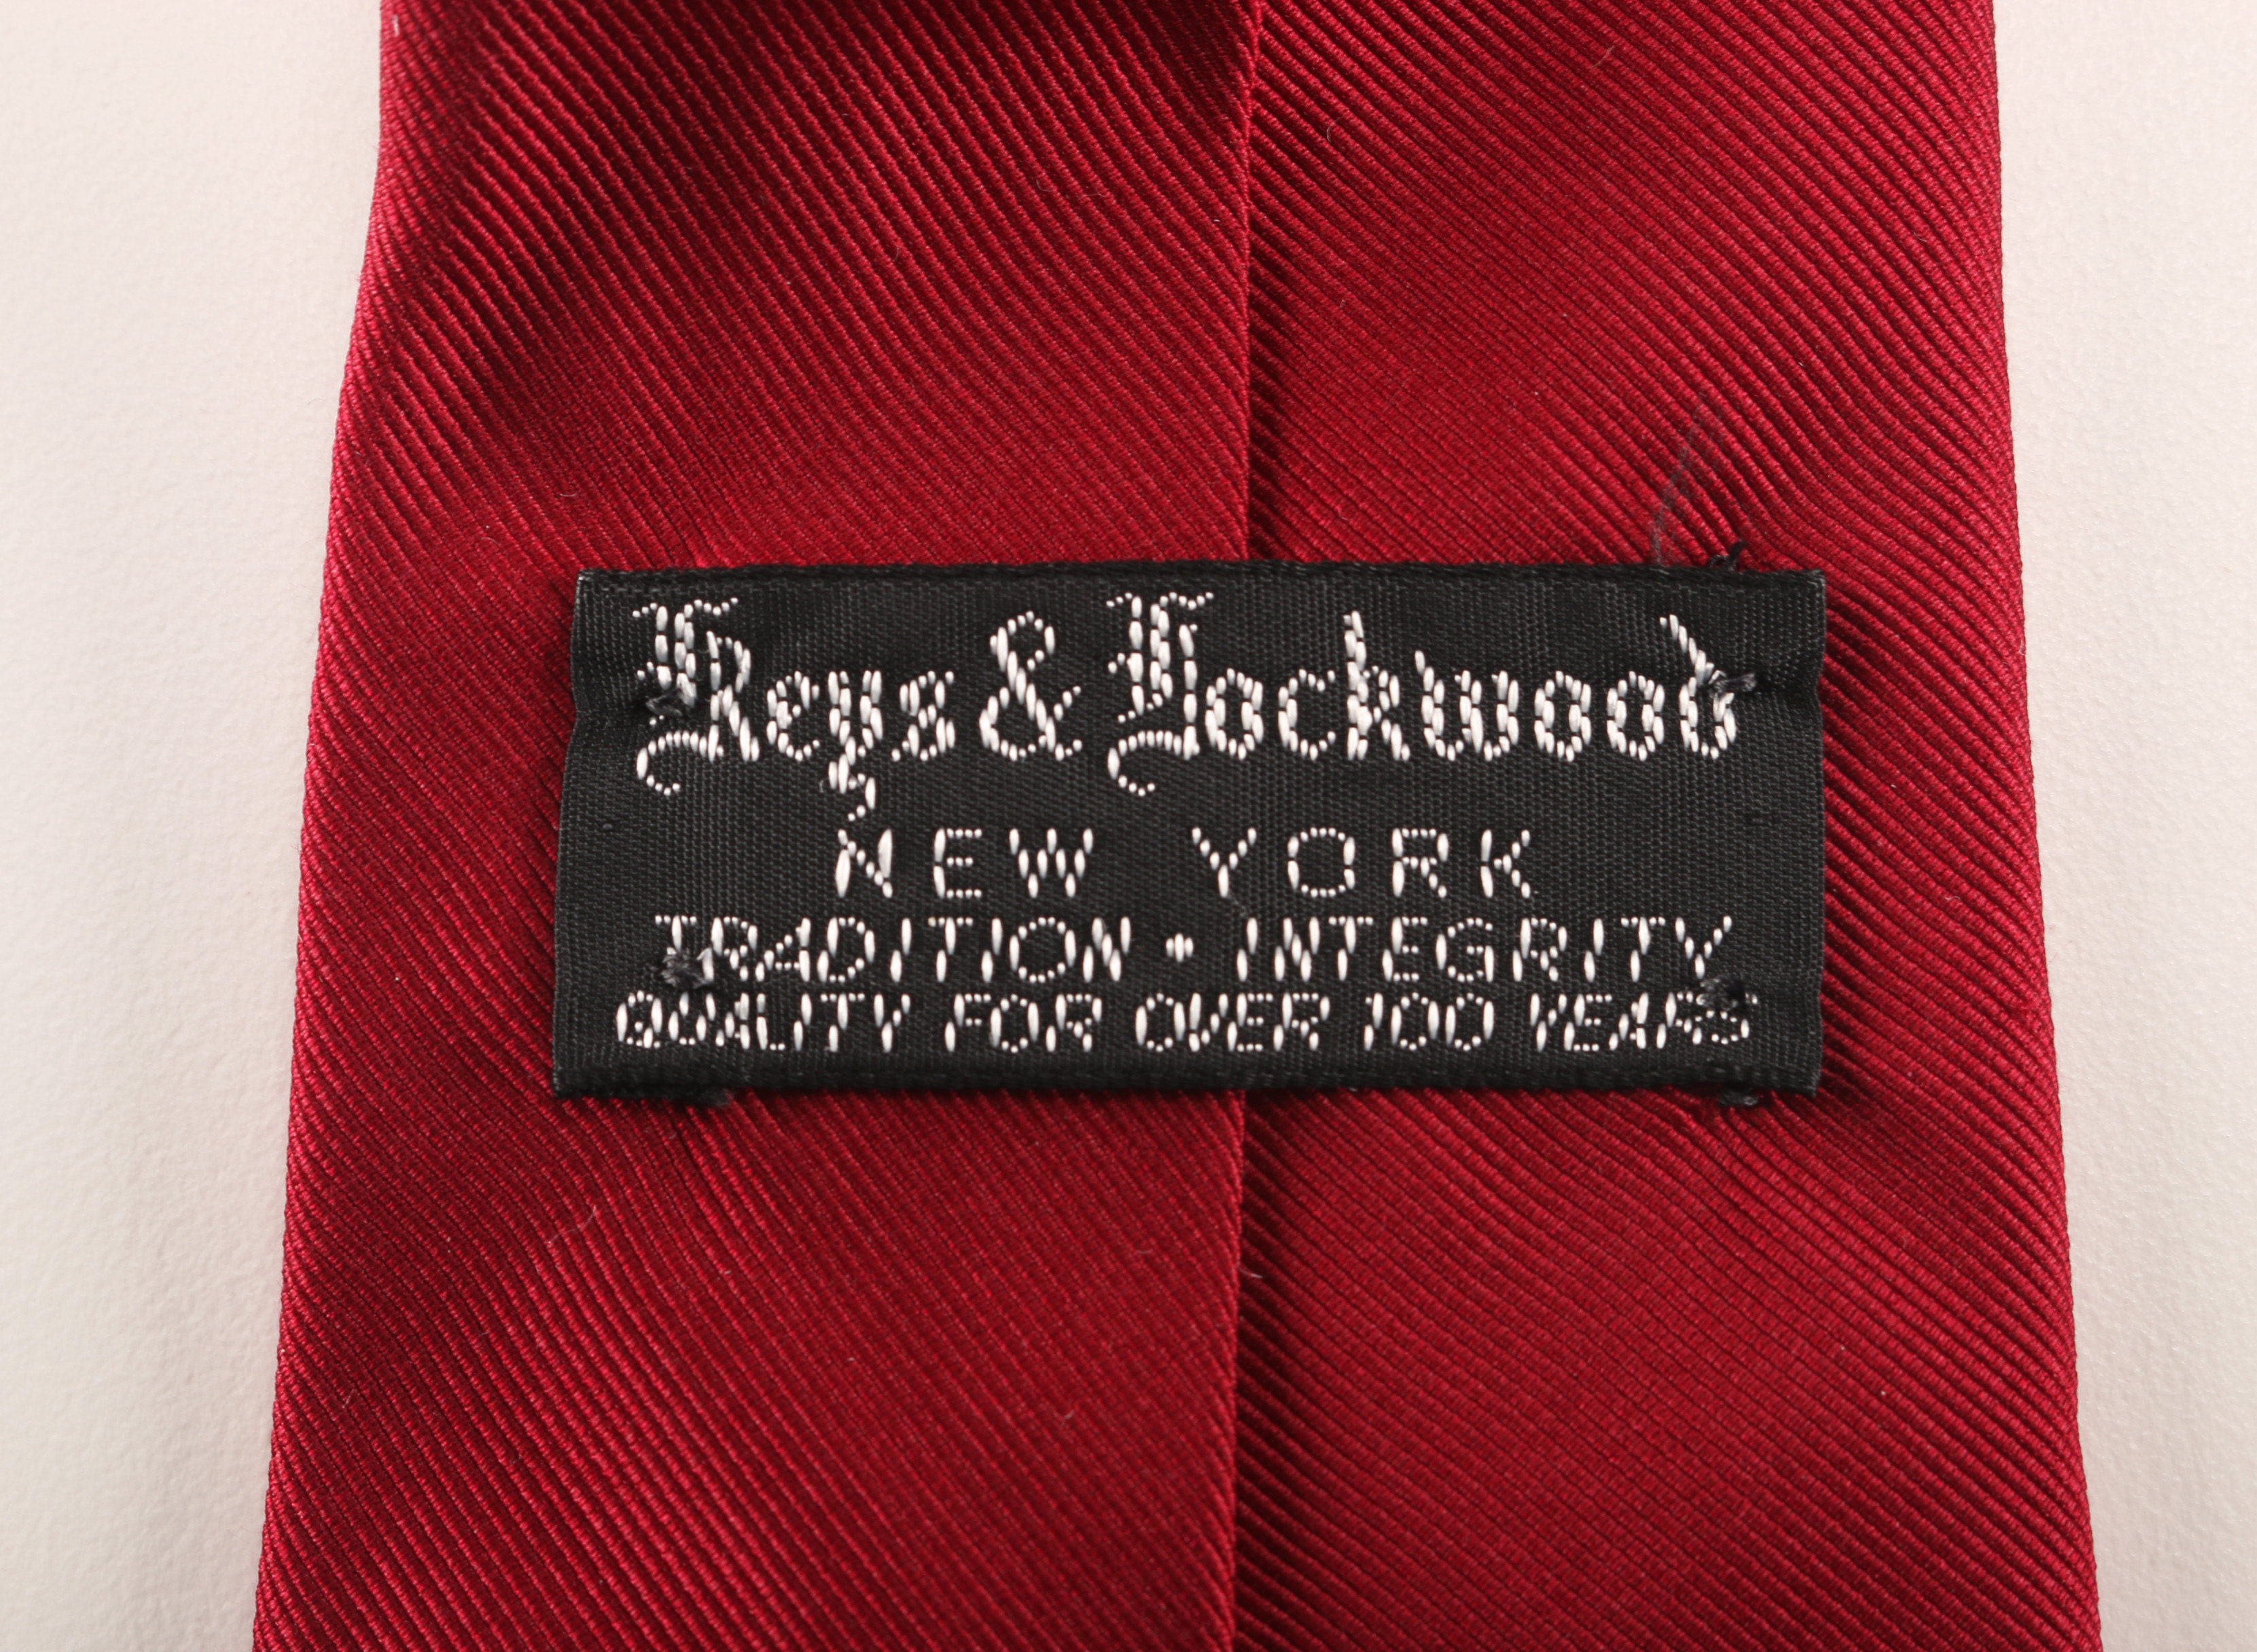 Keys & Lockwood
NEW YORK
TRADITION • INTEGRITY
QUALITY FOR OVER 100 YEARS